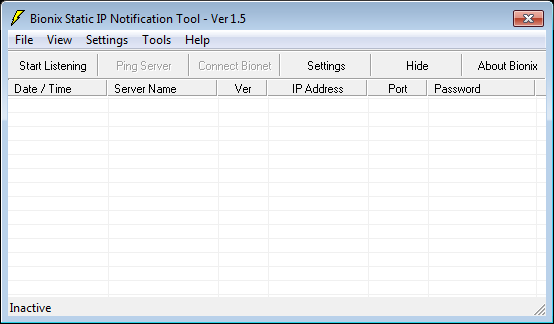 Bionix Static IP Notification Tool - Ver 1.5
File View Settings Tools Help
Start Listening Ping Server Connect Bionet Settings Hide About Bionix
Date / Time Server Name Ver IP Address Port Password
Inactive